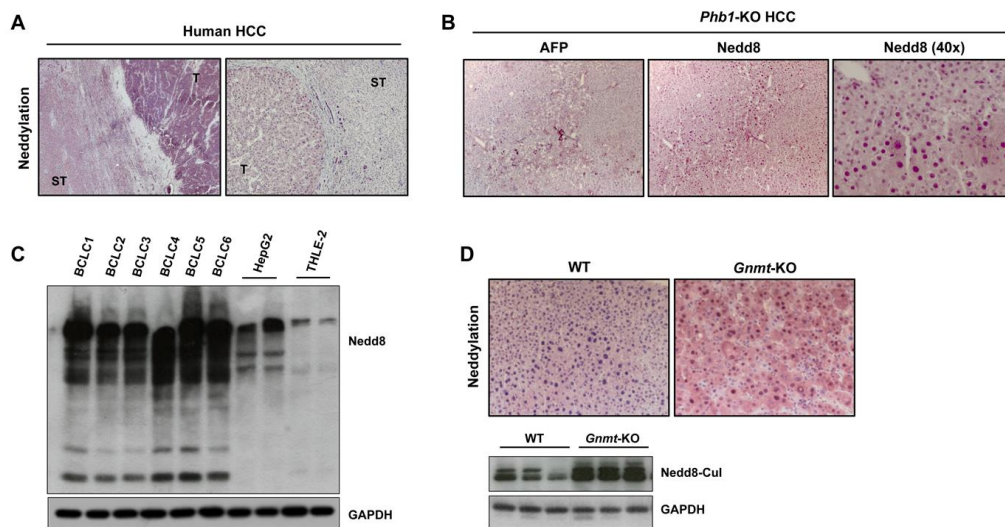 A
Human HCC
Neddylation
ST
T
T
ST
B
Phb1-KO HCC
AFP
Nedd8
Nedd8 (40x)
C
BCLC1
BCLC2
BCLC3
BCLC4
BCLC5
BCLC6
HepG2
THLE-2
Nedd8
GAPDH
D
WT
Gnmt-KO
Neddylation
WT
Gnmt-KO
Nedd8-Cul
GAPDH